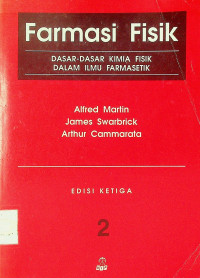 Farmasi Fisik
DASAR-DASAR KIMIA FISIK
DALAM ILMU FARMASETIK
Alfred Martin
James Swarbrick
Arthur Cammarata
EDISI KETIGA
2